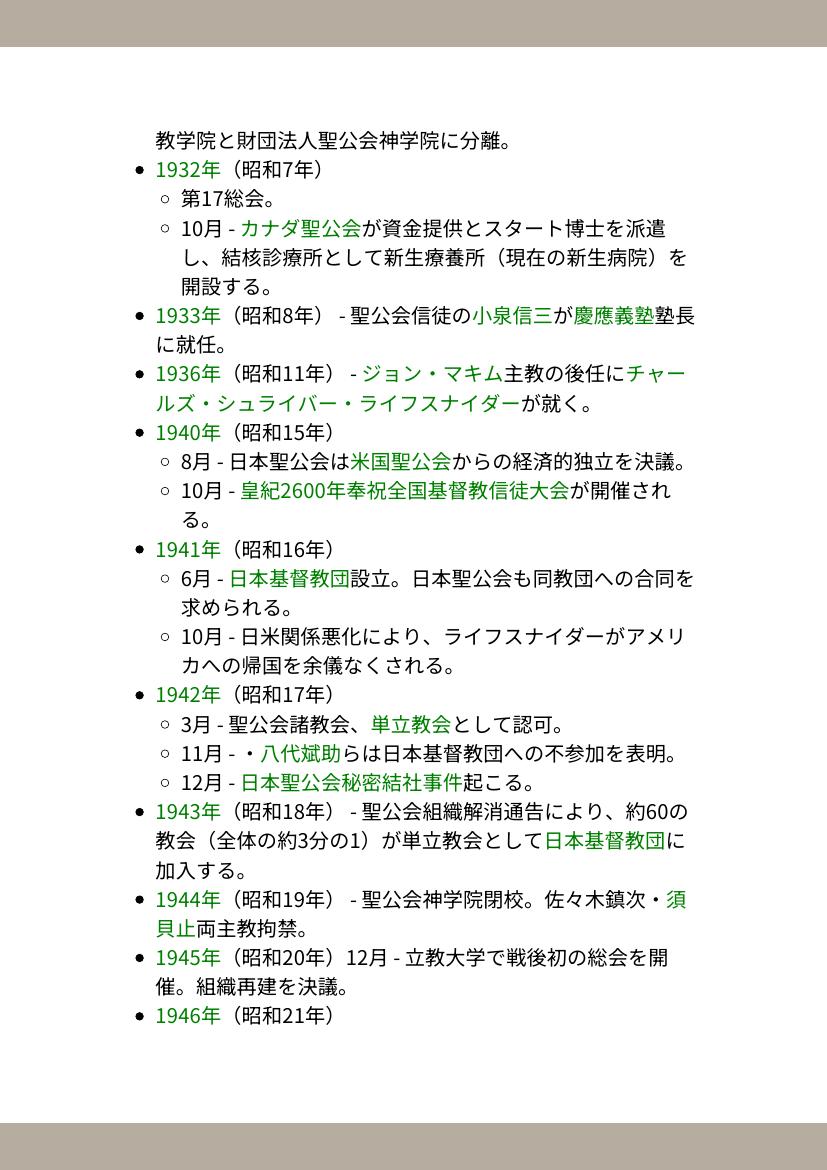 教学院と財団法人聖公会神学院に分離。
• 1932年（昭和7年）
◦ 第17総会。
◦ 10月 - カナダ聖公会が資金提供とスタート博士を派遣
し、結核診療所として新生療養所（現在の新生病院）を
開設する。
• 1933年（昭和8年） - 聖公会信徒の小泉信三が慶應義塾塾長
に就任。
• 1936年（昭和11年） - ジョン・マキム主教の後任にチャー
ルズ・シュライバー・ライフスナイダーが就く。
• 1940年（昭和15年）
◦ 8月 - 日本聖公会は米国聖公会からの経済的独立を決議。
◦ 10月 - 皇紀2600年奉祝全国基督教信徒大会が開催され
る。
• 1941年（昭和16年）
◦ 6月 - 日本基督教団設立。日本聖公会も同教団への合同を
求められる。
◦ 10月 - 日米関係悪化により、ライフスナイダーがアメリ
カへの帰国を余儀なくされる。
• 1942年（昭和17年）
◦ 3月 - 聖公会諸教会、単立教会として認可。
◦ 11月 - ・八代斌助らは日本基督教団への不参加を表明。
◦ 12月 - 日本聖公会秘密結社事件起こる。
• 1943年（昭和18年） - 聖公会組織解消通告により、約60の
教会（全体の約3分の1）が単立教会として日本基督教団に
加入する。
• 1944年（昭和19年） - 聖公会神学院閉校。佐々木鎮次・須
貝止両主教拘禁。
• 1945年（昭和20年）12月 - 立教大学で戦後初の総会を開
催。組織再建を決議。
• 1946年（昭和21年）